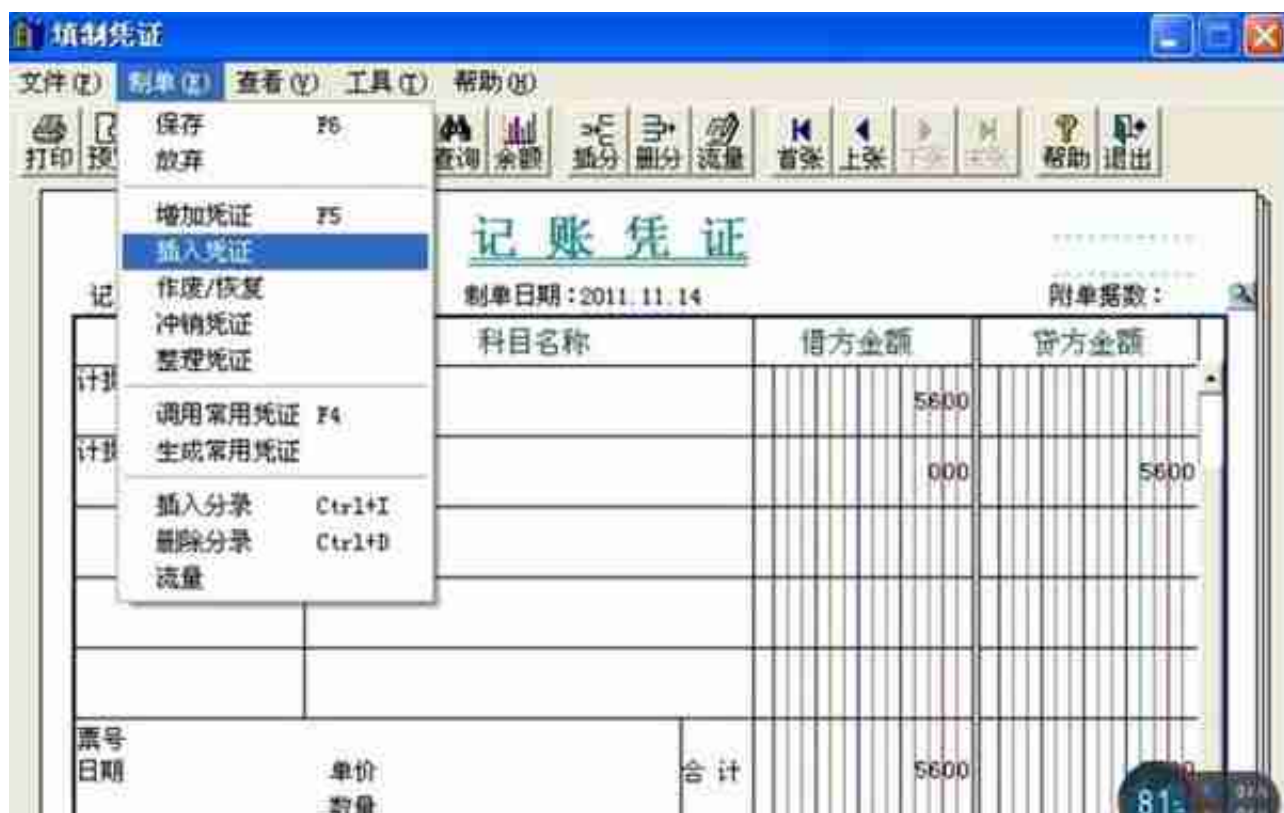 填制凭证
文件(F) 制单(E) 查看(V) 工具(T) 帮助(H)
打印 查询 余额 插分 删分 流量 首张 上张 下张 末张 帮助 退出
保存 F6
放弃
增加凭证 F5
插入凭证
作废/恢复
冲销凭证
整理凭证
调用常用凭证 F4
生成常用凭证
插入分录 Ctrl+I
删除分录 Ctrl+D
流量
记账凭证
记 制单日期:2011.11.14 附单据数:
科目名称 借方金额 贷方金额
计提 5600
计提 000 5600
票号
日期 单价 合计 5600
数量
81